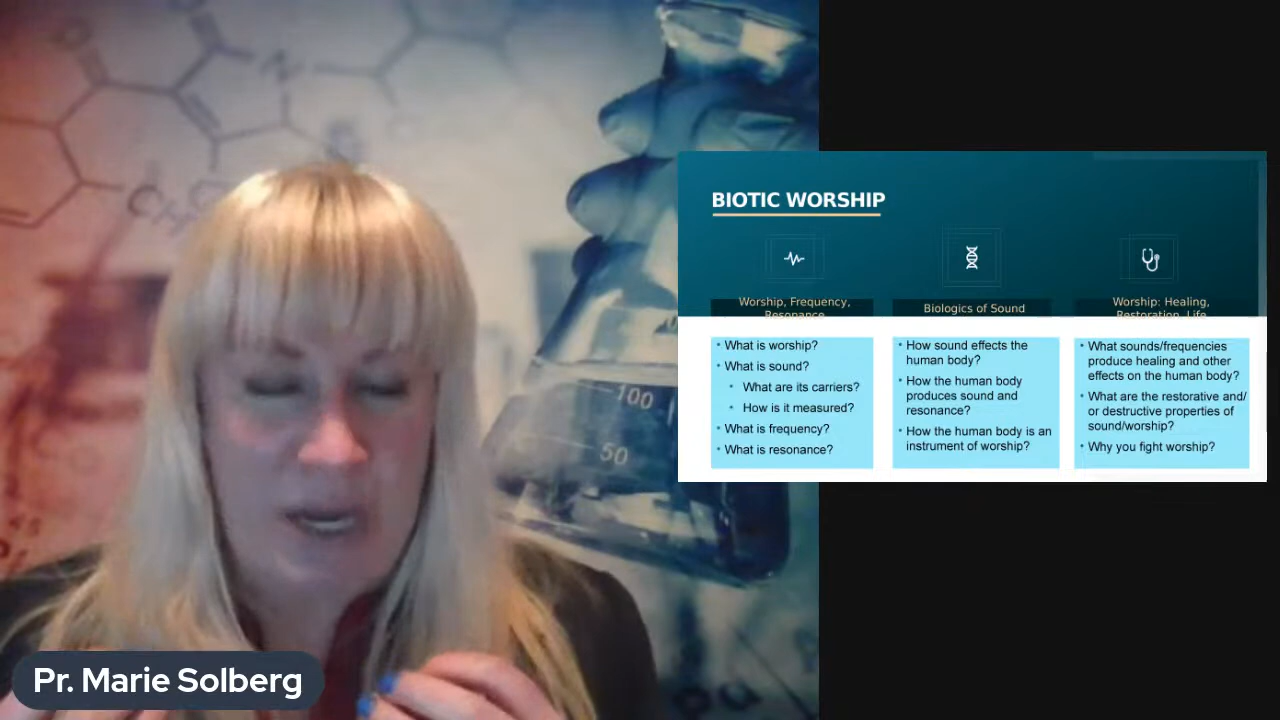 BIOTIC WORSHIP
Worship, Frequency,
Resonance
Biologics of Sound
Worship: Healing,
Restoration, Life
• What is worship?
• What is sound?
• What are its carriers?
• How is it measured?
• What is frequency?
• What is resonance?
• How sound effects the
human body?
• How the human body
produces sound and
resonance?
• How the human body is an
instrument of worship?
• What sounds/frequencies
produce healing and other
effects on the human body?
• What are the restorative and/
or destructive properties of
sound/worship?
• Why you fight worship?
100
50
Pr. Marie Solberg